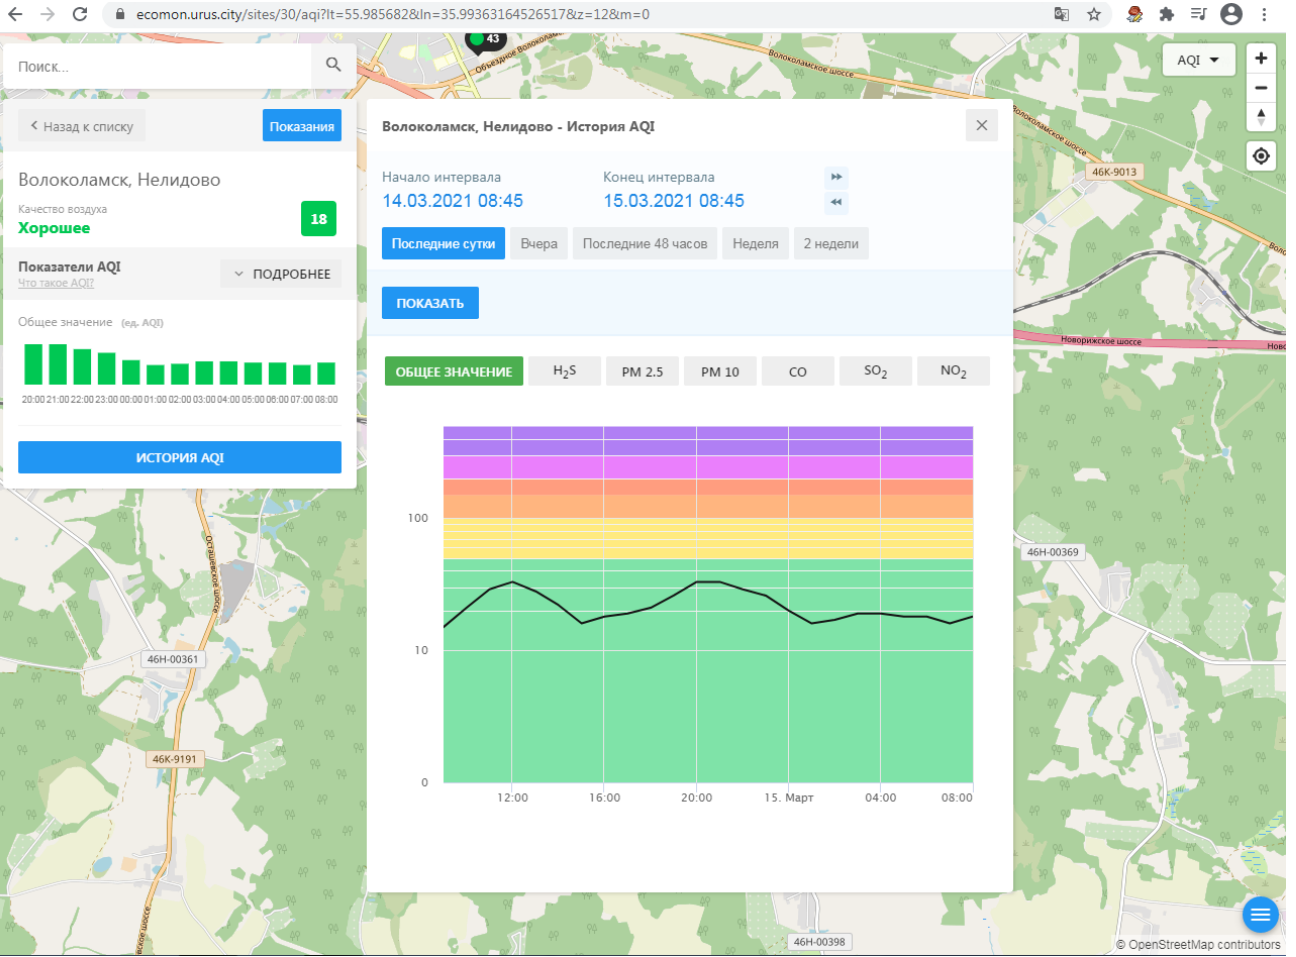 ecomon.urus.city/sites/30/aqi?lt=55.985682&ln=35.99363164526517&z=12&m=0
43
Объездное Волоколамск
Волоколамское шоссе
Поиск...
AQI
Назад к списку
Показания
Волоколамск, Нелидово
Качество воздуха
Хорошее
18
Показатели AQI
Что такое AQI?
ПОДРОБНЕЕ
Общее значение (ед. AQI)
20:00 21:00 22:00 23:00 00:00 01:00 02:00 03:00 04:00 05:00 06:00 07:00 08:00
ИСТОРИЯ AQI
Волоколамск, Нелидово - История AQI
Начало интервала
14.03.2021 08:45
Конец интервала
15.03.2021 08:45
Последние сутки
Вчера
Последние 48 часов
Неделя
2 недели
ПОКАЗАТЬ
ОБЩЕЕ ЗНАЧЕНИЕ
H2S
PM 2.5
PM 10
CO
SO2
NO2
100
10
0
12:00
16:00
20:00
15. Март
04:00
08:00
Волоколамское шоссе
46К-9013
Новорижское шоссе
Осташевское шоссе
46Н-00369
46Н-00361
46К-9191
46Н-00398
© OpenStreetMap contributors